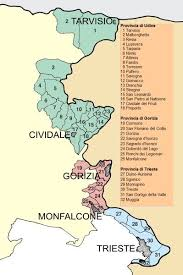 TARVISIO
CIVIDALE
GORIZIA
MONFALCONE
TRIESTE
Provincia di Udine
1 Tarvisio
2 Malborghetto
3 Resia
4 Lusevera
5 Taipana
6 Nimis
7 Attimis
8 Povoletto
9 Torreano
10 Faedis
11 Pulfero
12 Savogna
13 Grimacco
14 Drenchia
15 San Leonardo
16 San Pietro al Natisone
17 Cividale del Friuli
18 Prepotto
Provincia di Gorizia
19 Cormons
20 San Floriano del Collio
21 Gorizia
22 Savogna d'Isonzo
23 Sagrado d'Isonzo
24 Doberdò del Lago
25 Ronchi dei Legionari
26 Monfalcone
Provincia di Trieste
27 Duino Aurisina
28 Sgonico
29 Monrupino
30 Trieste
31 San Dorligo della Valle
32 Muggia